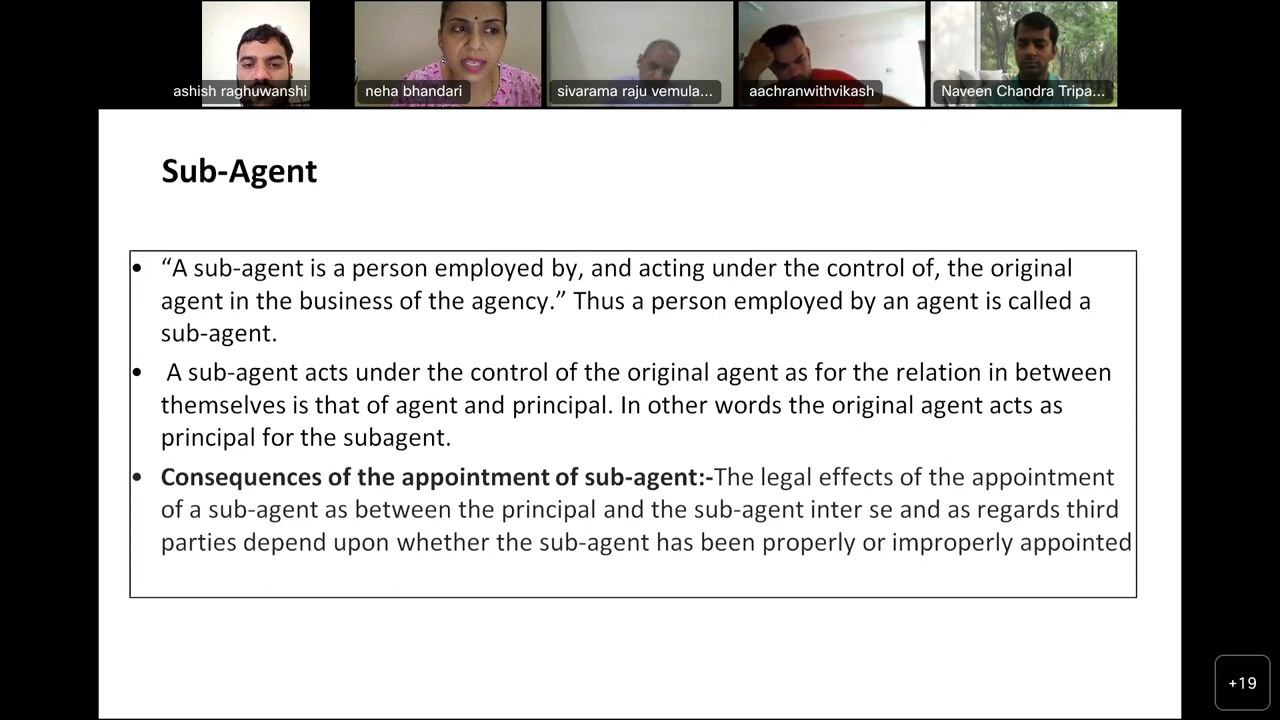 ashish raghuwanshi
neha bhandari
sivarama raju vemula...
aachranwithvikash
Naveen Chandra Tripa...
Sub-Agent
• “A sub-agent is a person employed by, and acting under the control of, the original
agent in the business of the agency.” Thus a person employed by an agent is called a
sub-agent.
• A sub-agent acts under the control of the original agent as for the relation in between
themselves is that of agent and principal. In other words the original agent acts as
principal for the subagent.
• Consequences of the appointment of sub-agent:-The legal effects of the appointment
of a sub-agent as between the principal and the sub-agent inter se and as regards third
parties depend upon whether the sub-agent has been properly or improperly appointed
+19